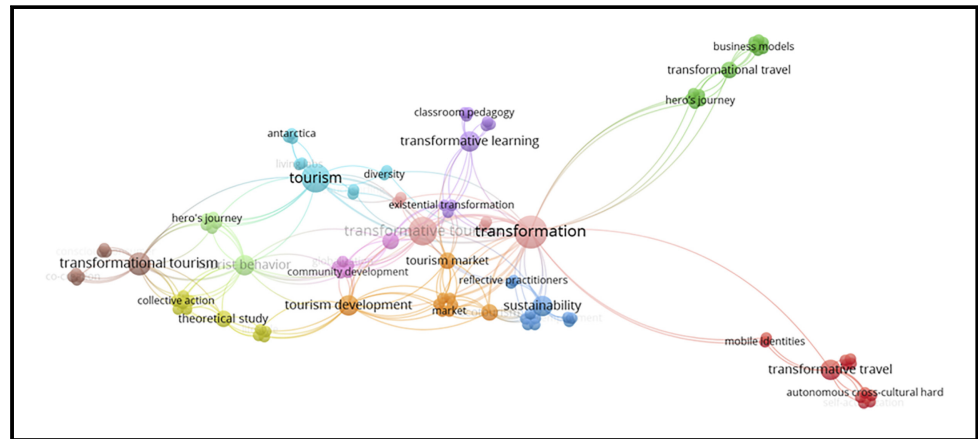 business models
transformational travel
hero's journey
classroom pedagogy
transformative learning
antarctica
tourism
diversity
existential transformation
hero's journey
transformative
transformation
transformational tourism
behavior
community development
tourism market
reflective practitioners
collective action
tourism development
sustainability
theoretical study
market
mobile identities
transformative travel
autonomous cross-cultural hard